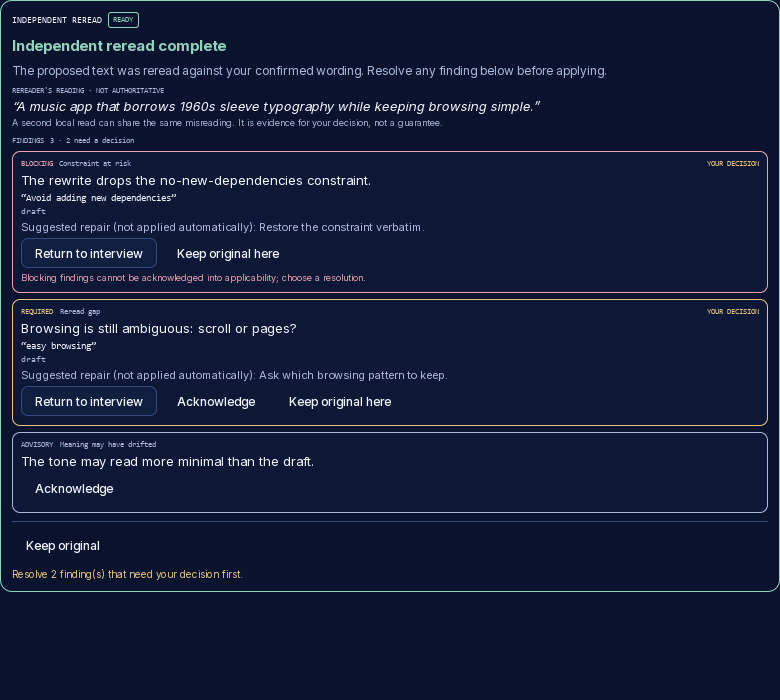 INDEPENDENT REREAD READY
Independent reread complete
The proposed text was reread against your confirmed wording. Resolve any finding below before applying.
REREADER'S READING · NOT AUTHORITATIVE
“A music app that borrows 1960s sleeve typography while keeping browsing simple.”
A second local read can share the same misreading. It is evidence for your decision, not a guarantee.
FINDINGS 3 · 2 need a decision
BLOCKING Constraint at risk YOUR DECISION
The rewrite drops the no-new-dependencies constraint.
“Avoid adding new dependencies”
draft
Suggested repair (not applied automatically): Restore the constraint verbatim.
Return to interview Keep original here
Blocking findings cannot be acknowledged into applicability; choose a resolution.
REQUIRED Reread gap YOUR DECISION
Browsing is still ambiguous: scroll or pages?
“easy browsing”
draft
Suggested repair (not applied automatically): Ask which browsing pattern to keep.
Return to interview Acknowledge Keep original here
ADVISORY Meaning may have drifted
The tone may read more minimal than the draft.
Acknowledge
Keep original
Resolve 2 finding(s) that need your decision first.